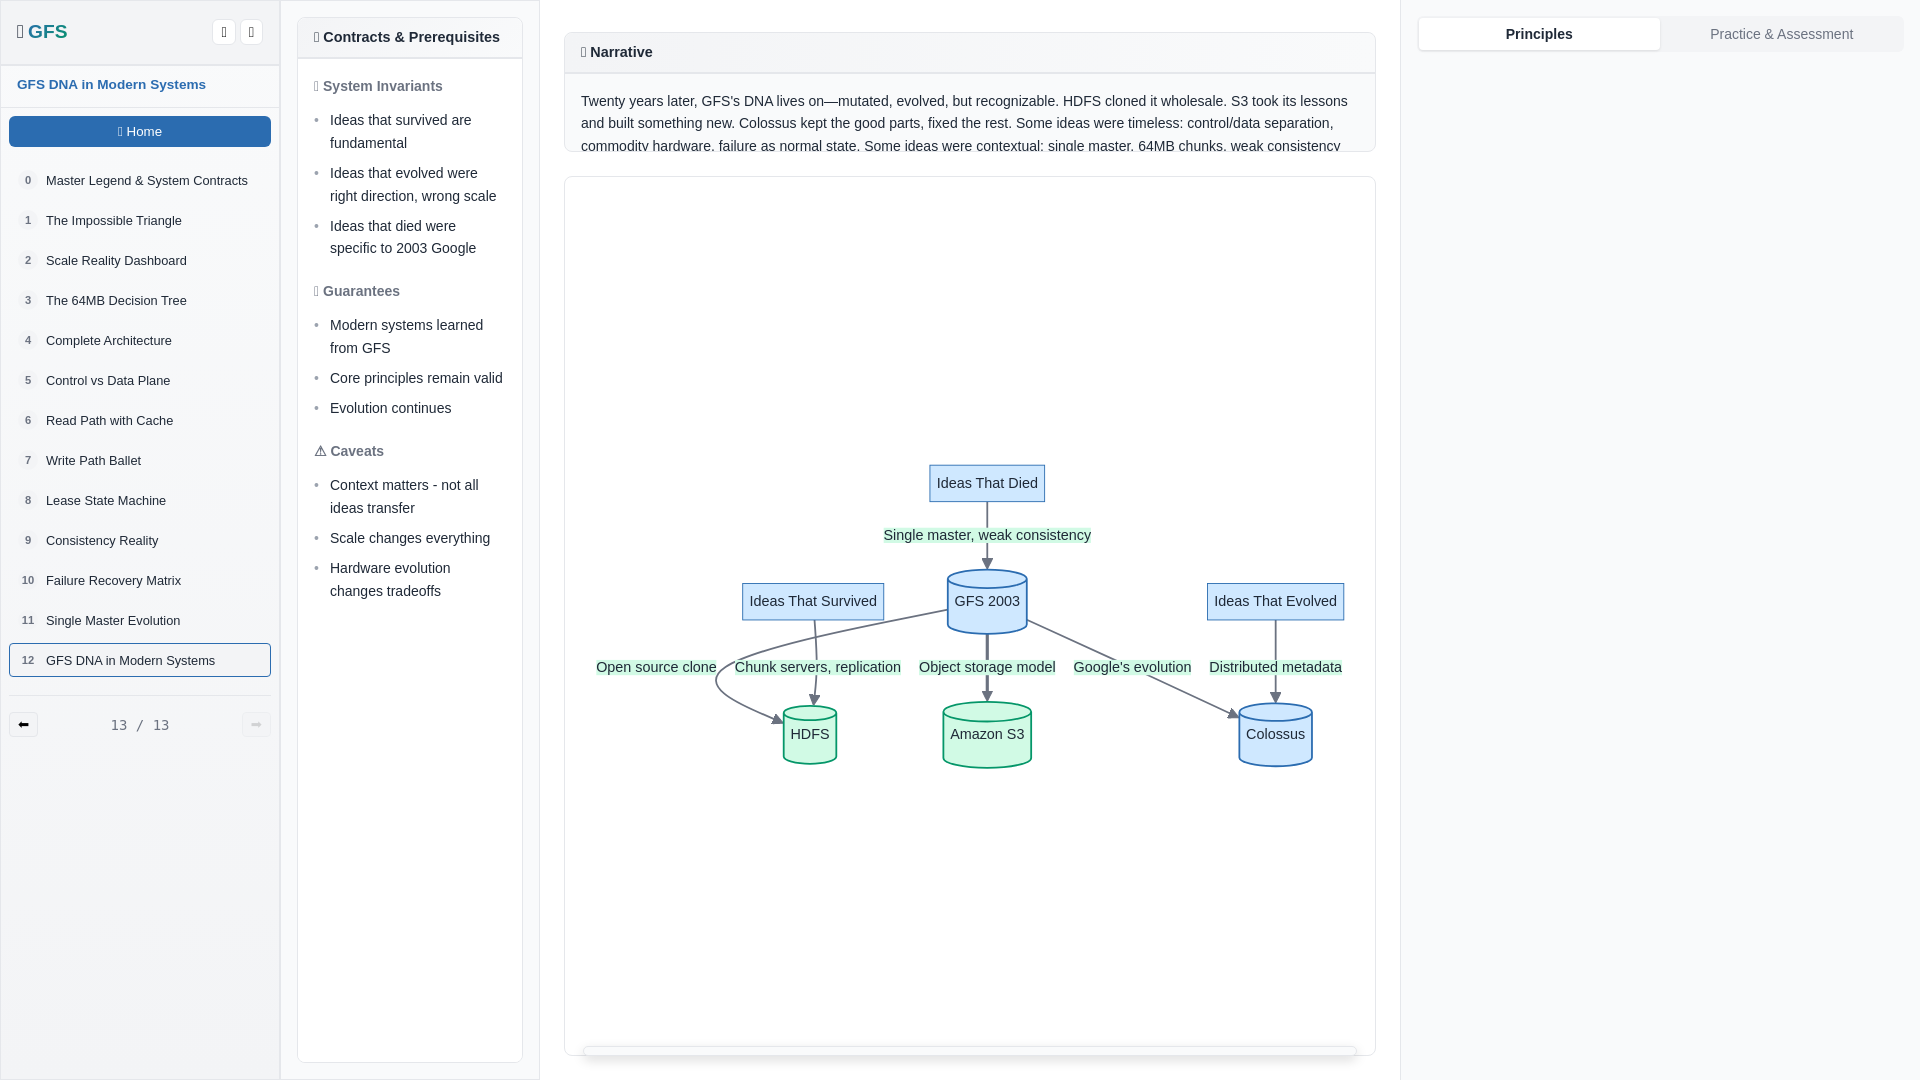 GFS
GFS DNA in Modern Systems
Home
0 Master Legend & System Contracts
1 The Impossible Triangle
2 Scale Reality Dashboard
3 The 64MB Decision Tree
4 Complete Architecture
5 Control vs Data Plane
6 Read Path with Cache
7 Write Path Ballet
8 Lease State Machine
9 Consistency Reality
10 Failure Recovery Matrix
11 Single Master Evolution
12 GFS DNA in Modern Systems
13 / 13
Contracts & Prerequisites
System Invariants
• Ideas that survived are
fundamental
• Ideas that evolved were
right direction, wrong scale
• Ideas that died were
specific to 2003 Google
Guarantees
• Modern systems learned
from GFS
• Core principles remain valid
• Evolution continues
⚠ Caveats
• Context matters - not all
ideas transfer
• Scale changes everything
• Hardware evolution
changes tradeoffs
Narrative
Twenty years later, GFS's DNA lives on—mutated, evolved, but recognizable. HDFS cloned it wholesale. S3 took its lessons
and built something new. Colossus kept the good parts, fixed the rest. Some ideas were timeless: control/data separation,
commodity hardware, failure as normal state. Some ideas were contextual: single master, 64MB chunks, weak consistency
Ideas That Died
Single master, weak consistency
Ideas That Survived
GFS 2003
Ideas That Evolved
Open source clone
Chunk servers, replication
Object storage model
Google's evolution
Distributed metadata
HDFS
Amazon S3
Colossus
Principles
Practice & Assessment